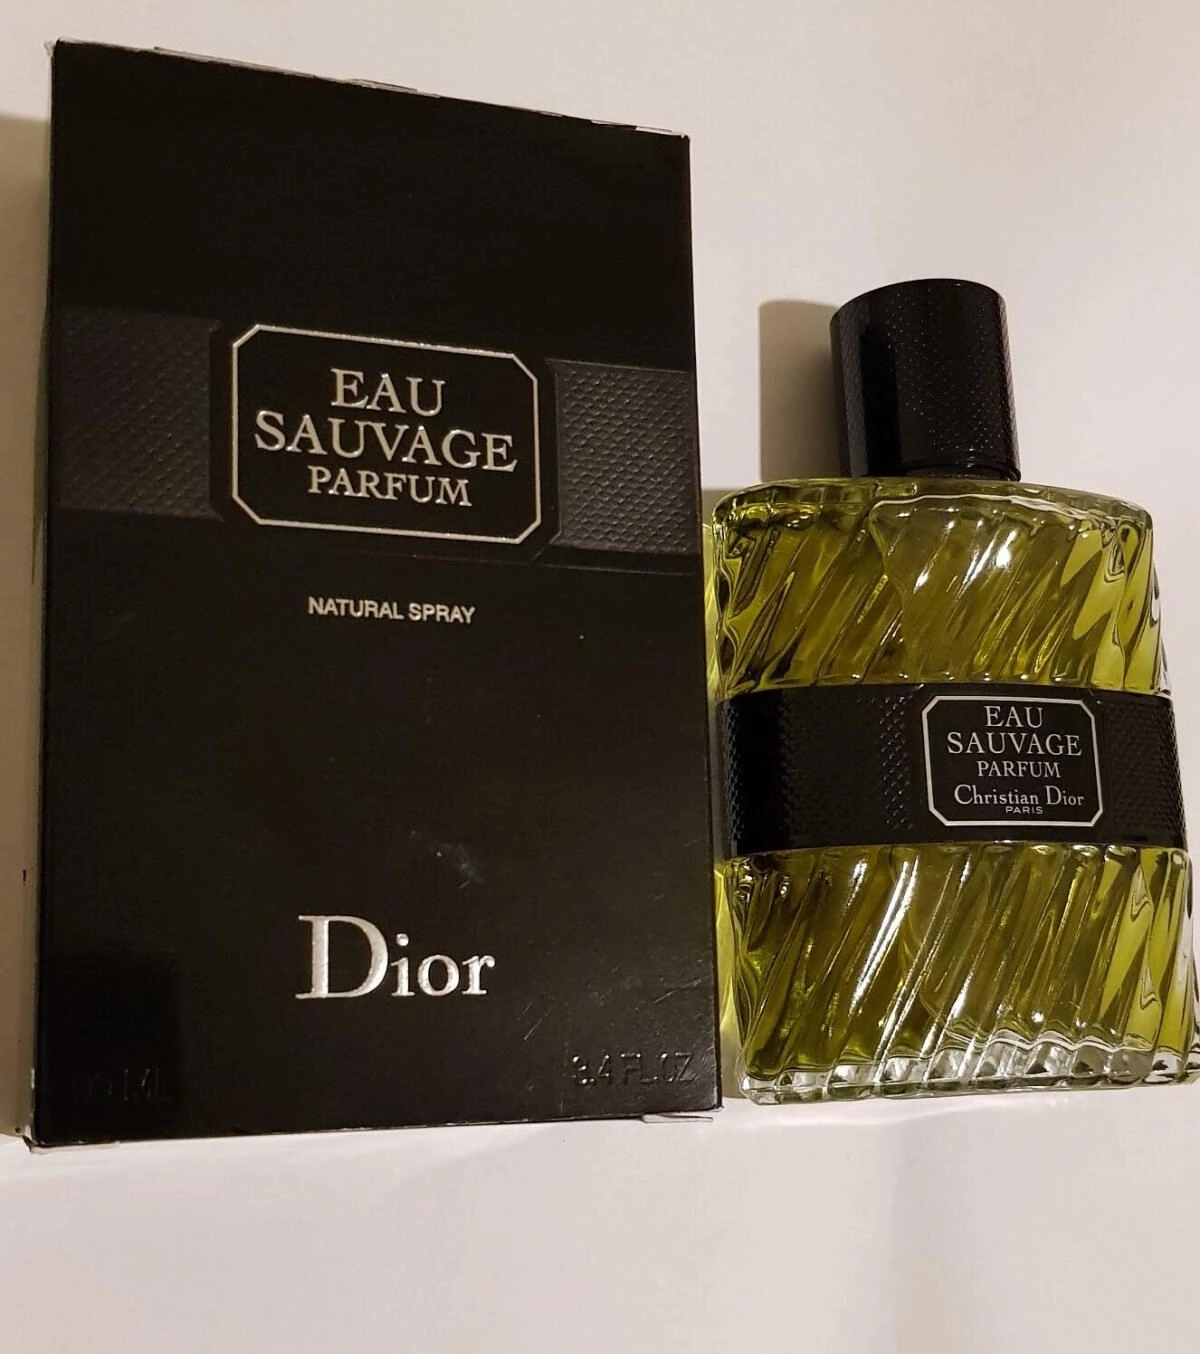 EAU
SAUVAGE
PARFUM
NATURAL SPRAY
Dior
3.4 FL.OZ
EAU
SAUVAGE
PARFUM
Christian Dior
PARIS